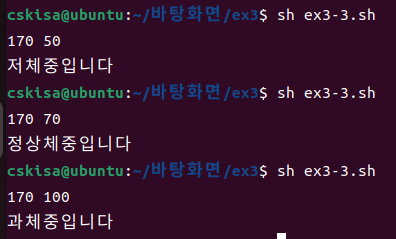 cskisa@ubuntu:~/바탕화면/ex3$ sh ex3-3.sh
170 50
저체중입니다
cskisa@ubuntu:~/바탕화면/ex3$ sh ex3-3.sh
170 70
정상체중입니다
cskisa@ubuntu:~/바탕화면/ex3$ sh ex3-3.sh
170 100
과체중입니다